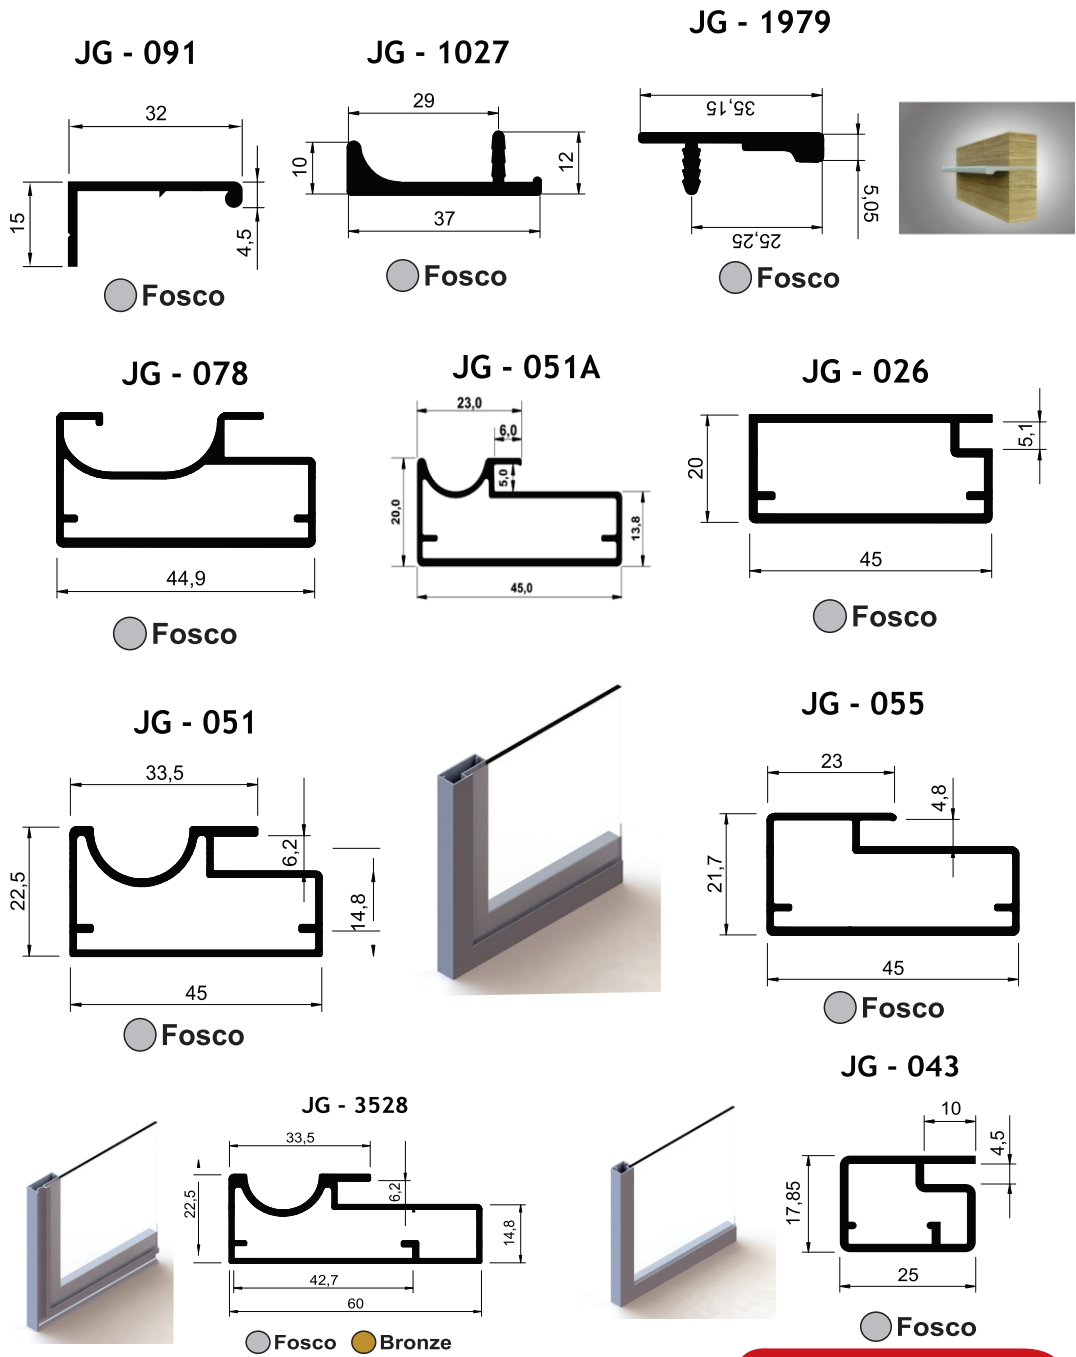 JG - 091
JG - 1027
JG - 1979
32
15
4,5
Fosco
29
10
12
37
Fosco
35,15
5,05
25,25
Fosco
JG - 078
JG - 051A
JG - 026
44,9
Fosco
23,0
6,0
5,0
20,0
13,8
45,0
20
5,1
45
Fosco
JG - 051
JG - 055
33,5
22,5
6,2
14,8
45
Fosco
23
4,8
21,7
45
Fosco
JG - 3528
33,5
22,5
6,2
14,8
42,7
60
Fosco
Bronze
JG - 043
10
4,5
17,85
25
Fosco